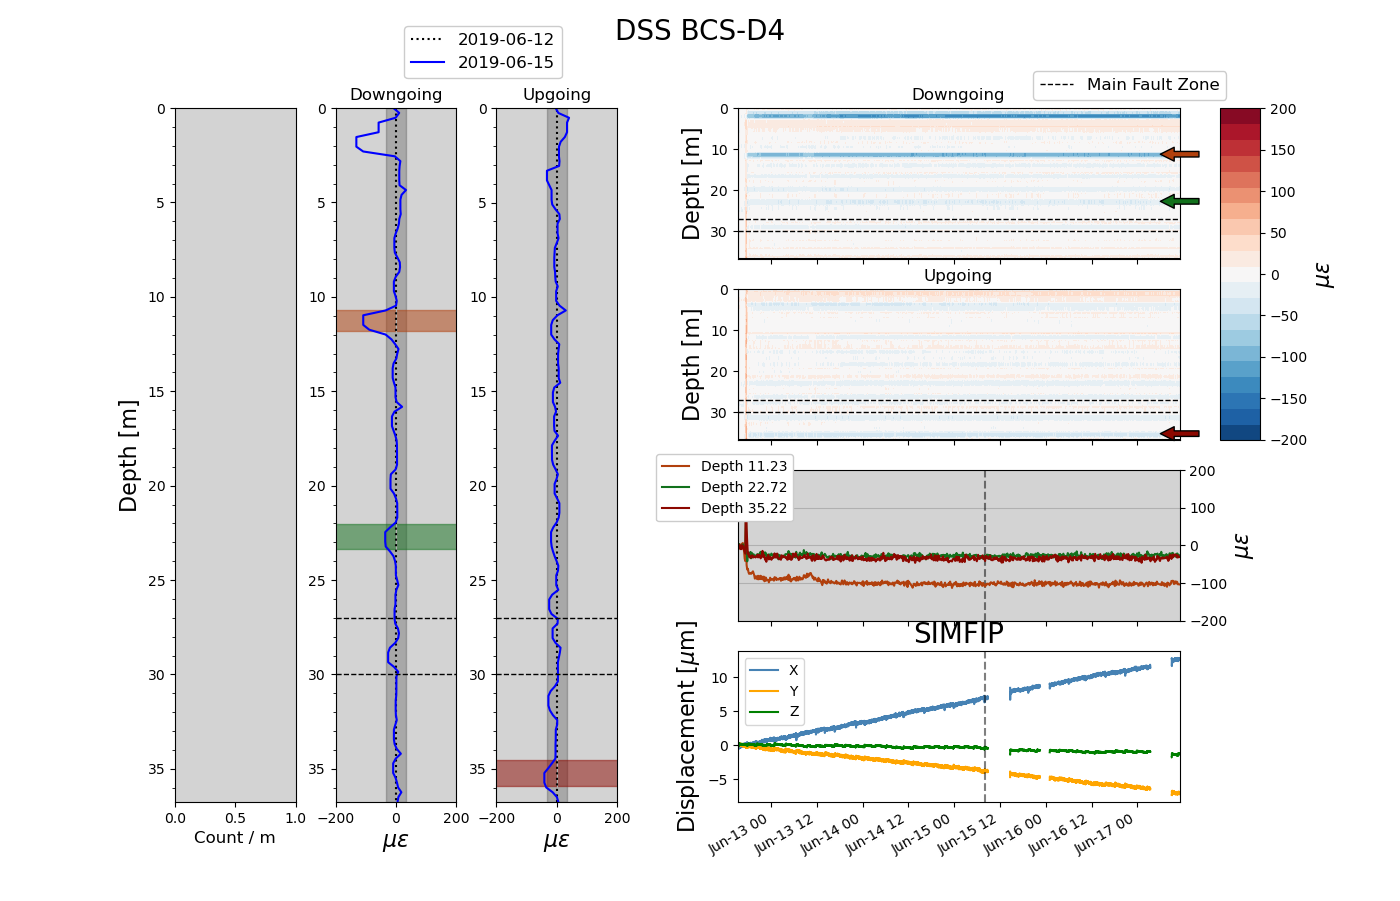 DSS BCS-D4
2019-06-12
2019-06-15
Main Fault Zone
Downgoing
Upgoing
Downgoing
0
5
10
15
20
25
30
35
Depth [m]
0.0 0.5 1.0
Count / m
0
5
10
15
20
25
30
35
−200 0 200
με
0
5
10
15
20
25
30
35
−200 0 200
με
0
10
20
30
Depth [m]
Upgoing
0
10
20
30
Depth [m]
200
150
100
50
0
−50
−100
−150
−200
με
Depth 11.23
Depth 22.72
Depth 35.22
200
100
0
−100
−200
με
SIMFIP
X
Y
Z
10
5
0
−5
Displacement [μm]
Jun-13 00
Jun-13 12
Jun-14 00
Jun-14 12
Jun-15 00
Jun-15 12
Jun-16 00
Jun-16 12
Jun-17 00